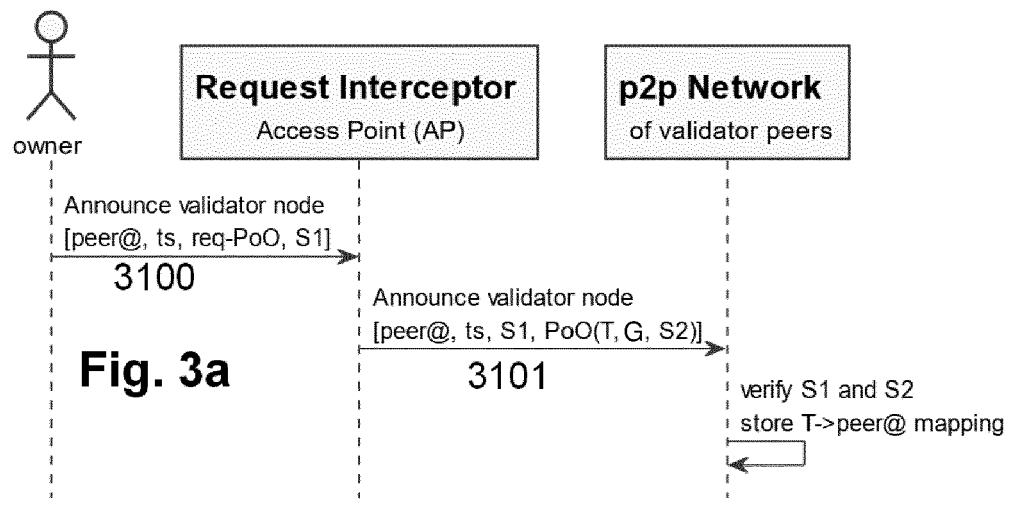 owner
Request Interceptor
Access Point (AP)
p2p Network
of validator peers
Announce validator node
[peer@, ts, req-PoO, S1]
3100
Announce validator node
[peer@, ts, S1, PoO(T, G, S2)]
3101
Fig. 3a
verify S1 and S2
store T->peer@ mapping